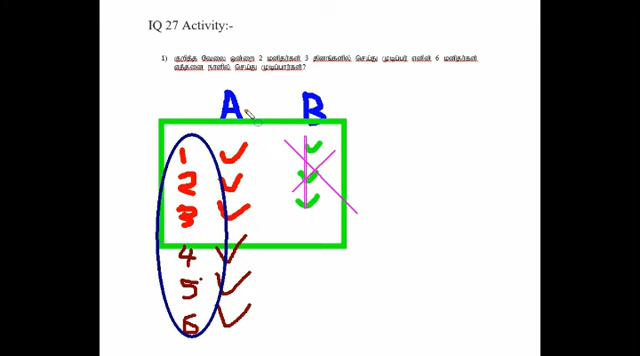 IQ 27 Activity:-
1) குறித்த வேலை ஒன்றை 2 மனிதர்கள் 3 தினங்களில் செய்து முடிப்பர் எனின் 6 மனிதர்கள்
எத்தனை நாளில் செய்து முடிப்பார்கள்?
A B
1
2
3
4
5
6